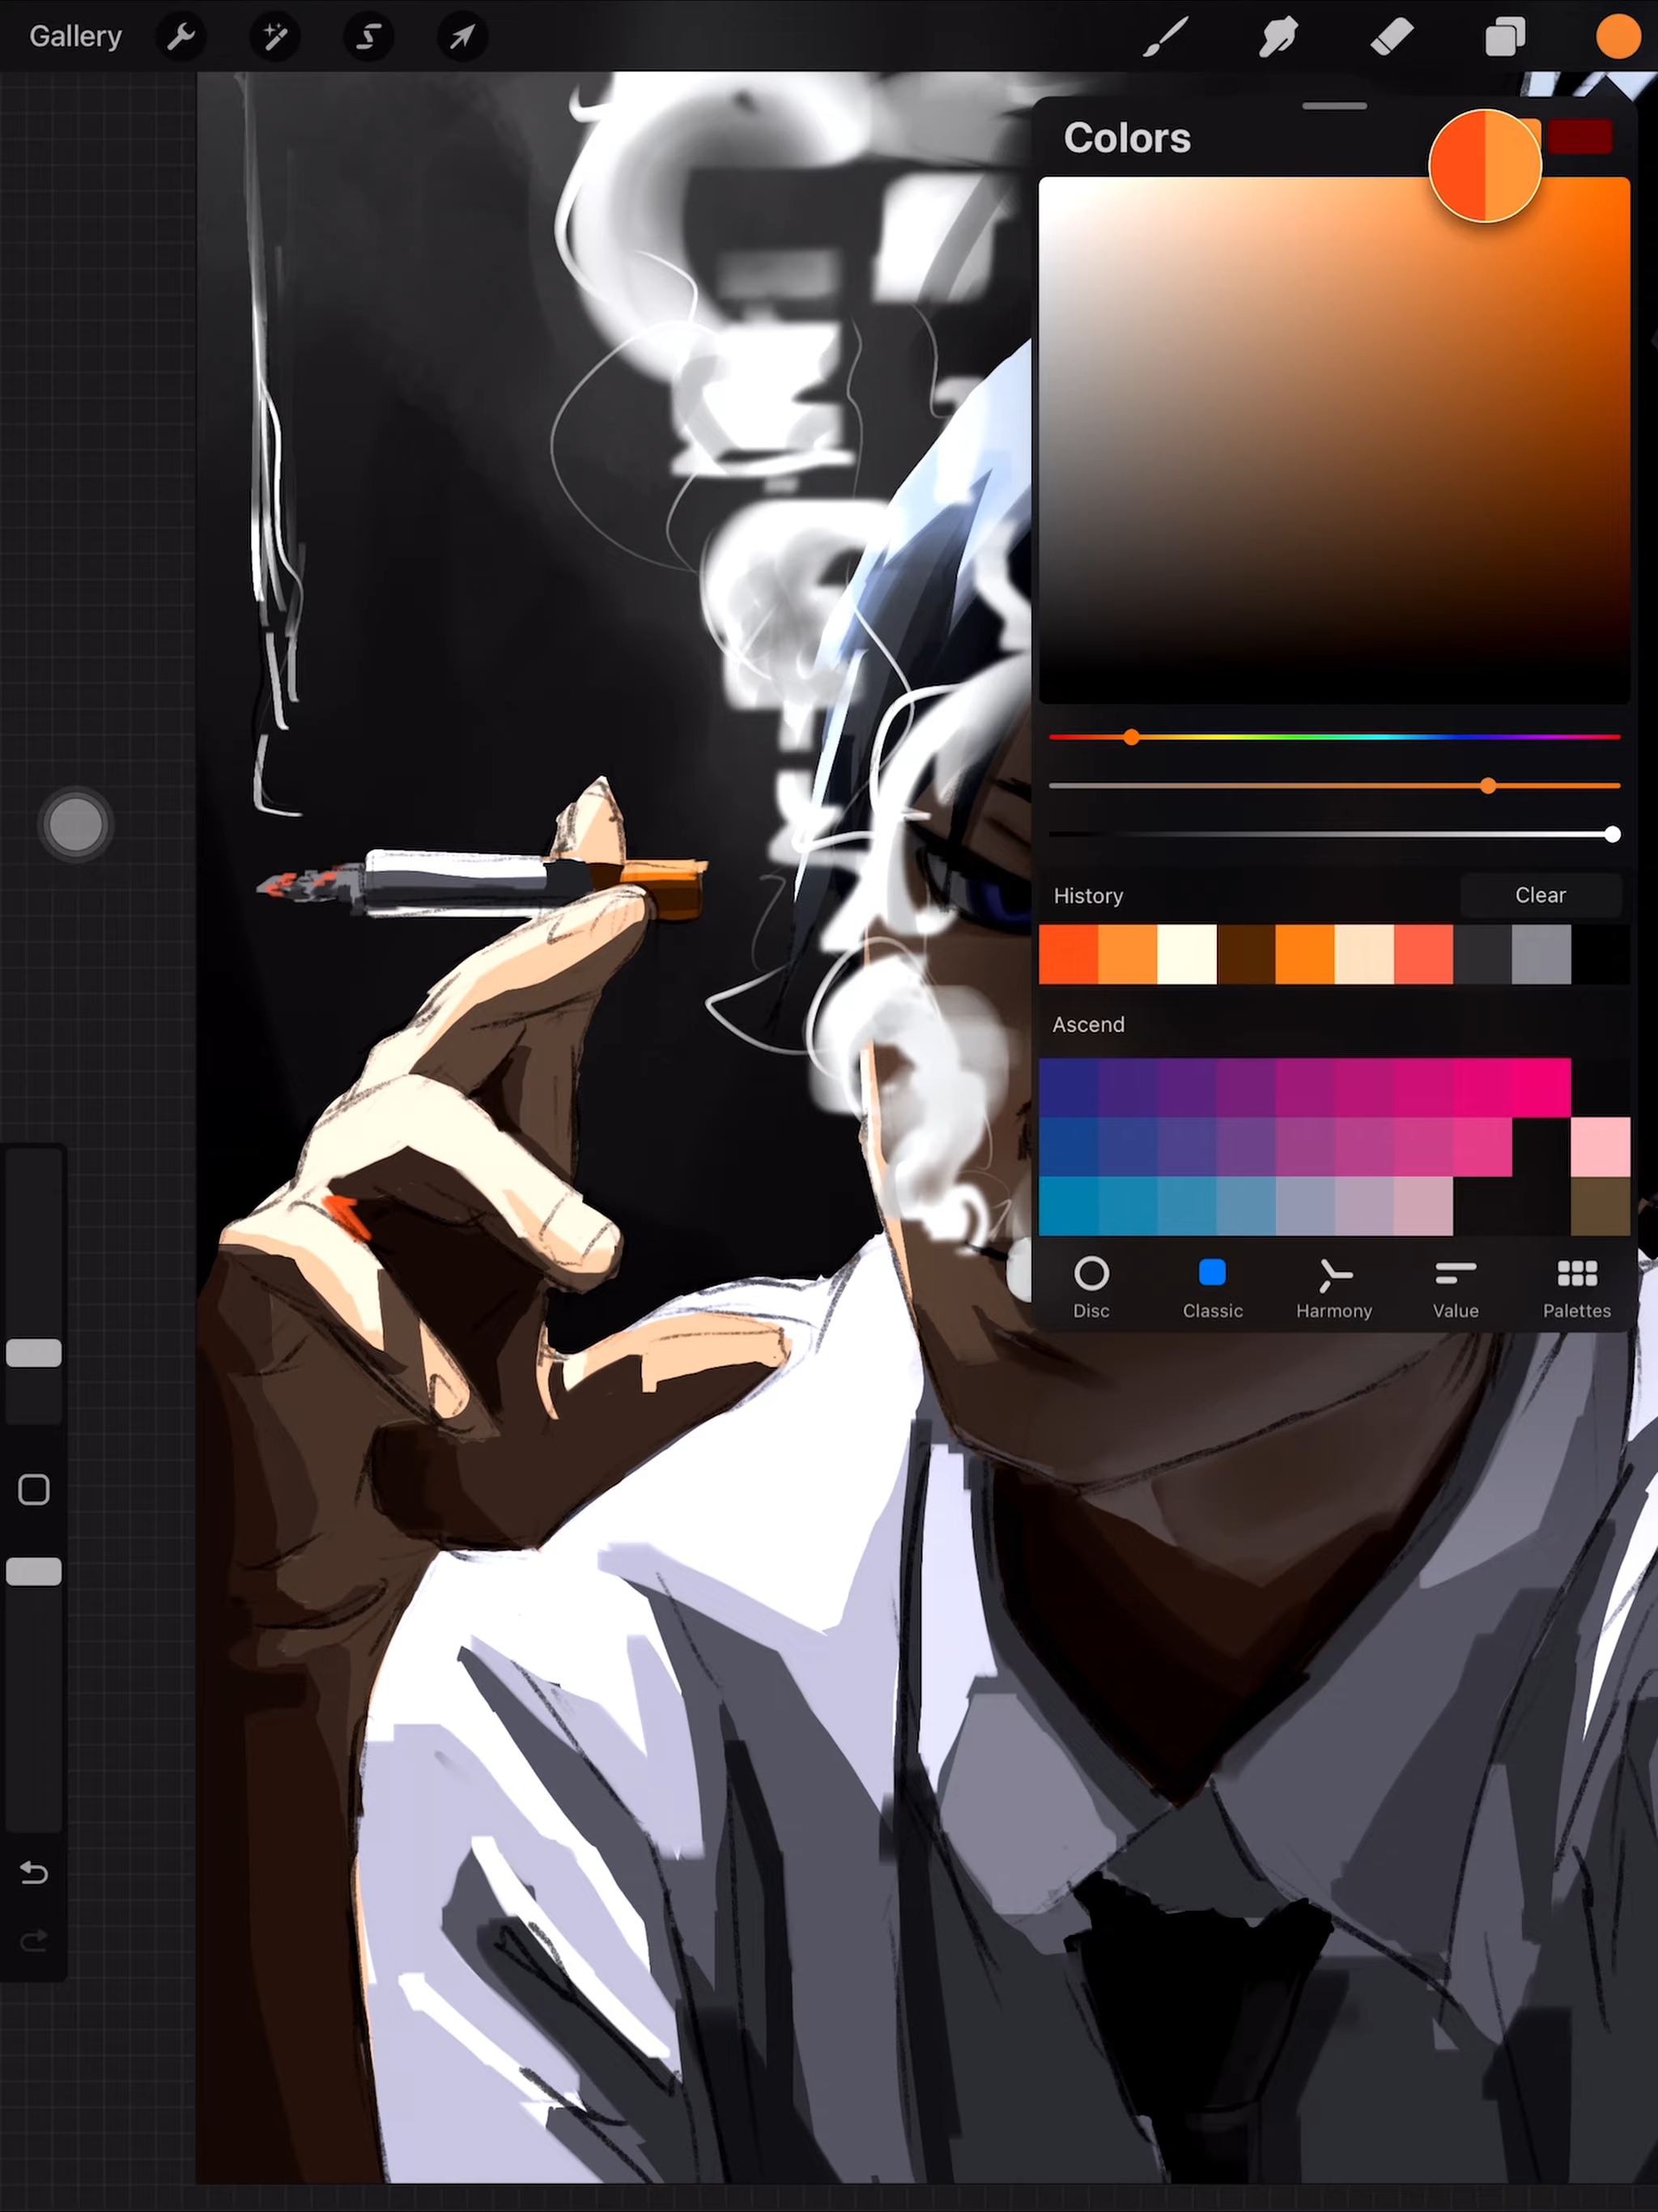 Gallery
Colors
History
Clear
Ascend
Disc
Classic
Harmony
Value
Palettes